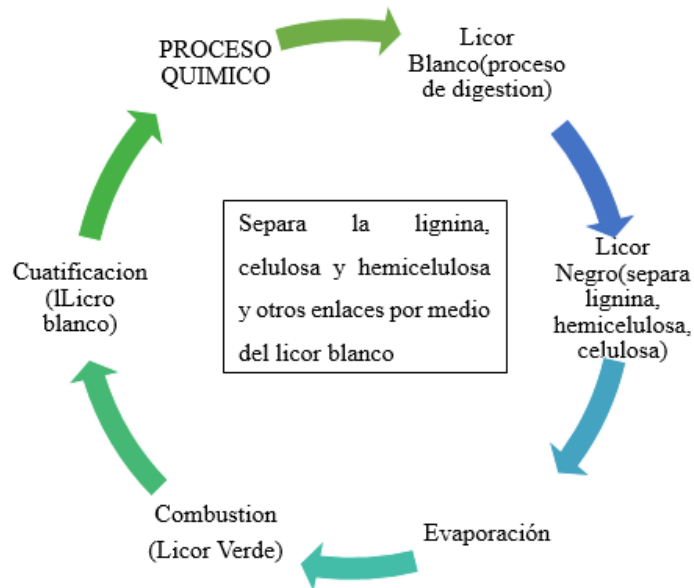 PROCESO
QUIMICO
Licor
Blanco(proceso
de digestion)
Licor
Negro(separa
lignina,
hemicelulosa,
celulosa)
Evaporación
Combustion
(Licor Verde)
Cuatificacion
(lLicro
blanco)
Separa la lignina,
celulosa y hemicelulosa
y otros enlaces por medio
del licor blanco